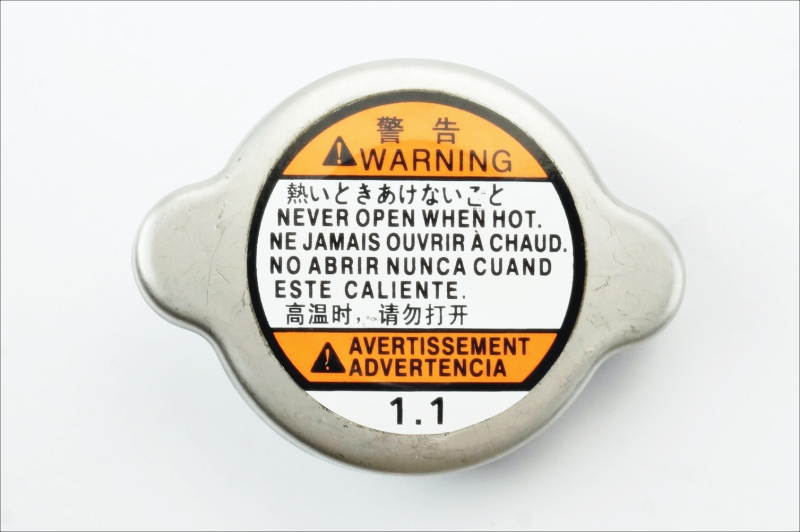 警告
WARNING
熱いときあけないこと
NEVER OPEN WHEN HOT.
NE JAMAIS OUVRIR À CHAUD.
NO ABRIR NUNCA CUAND
ESTE CALIENTE.
高温时，请勿打开
AVERTISSEMENT
ADVERTENCIA
1.1